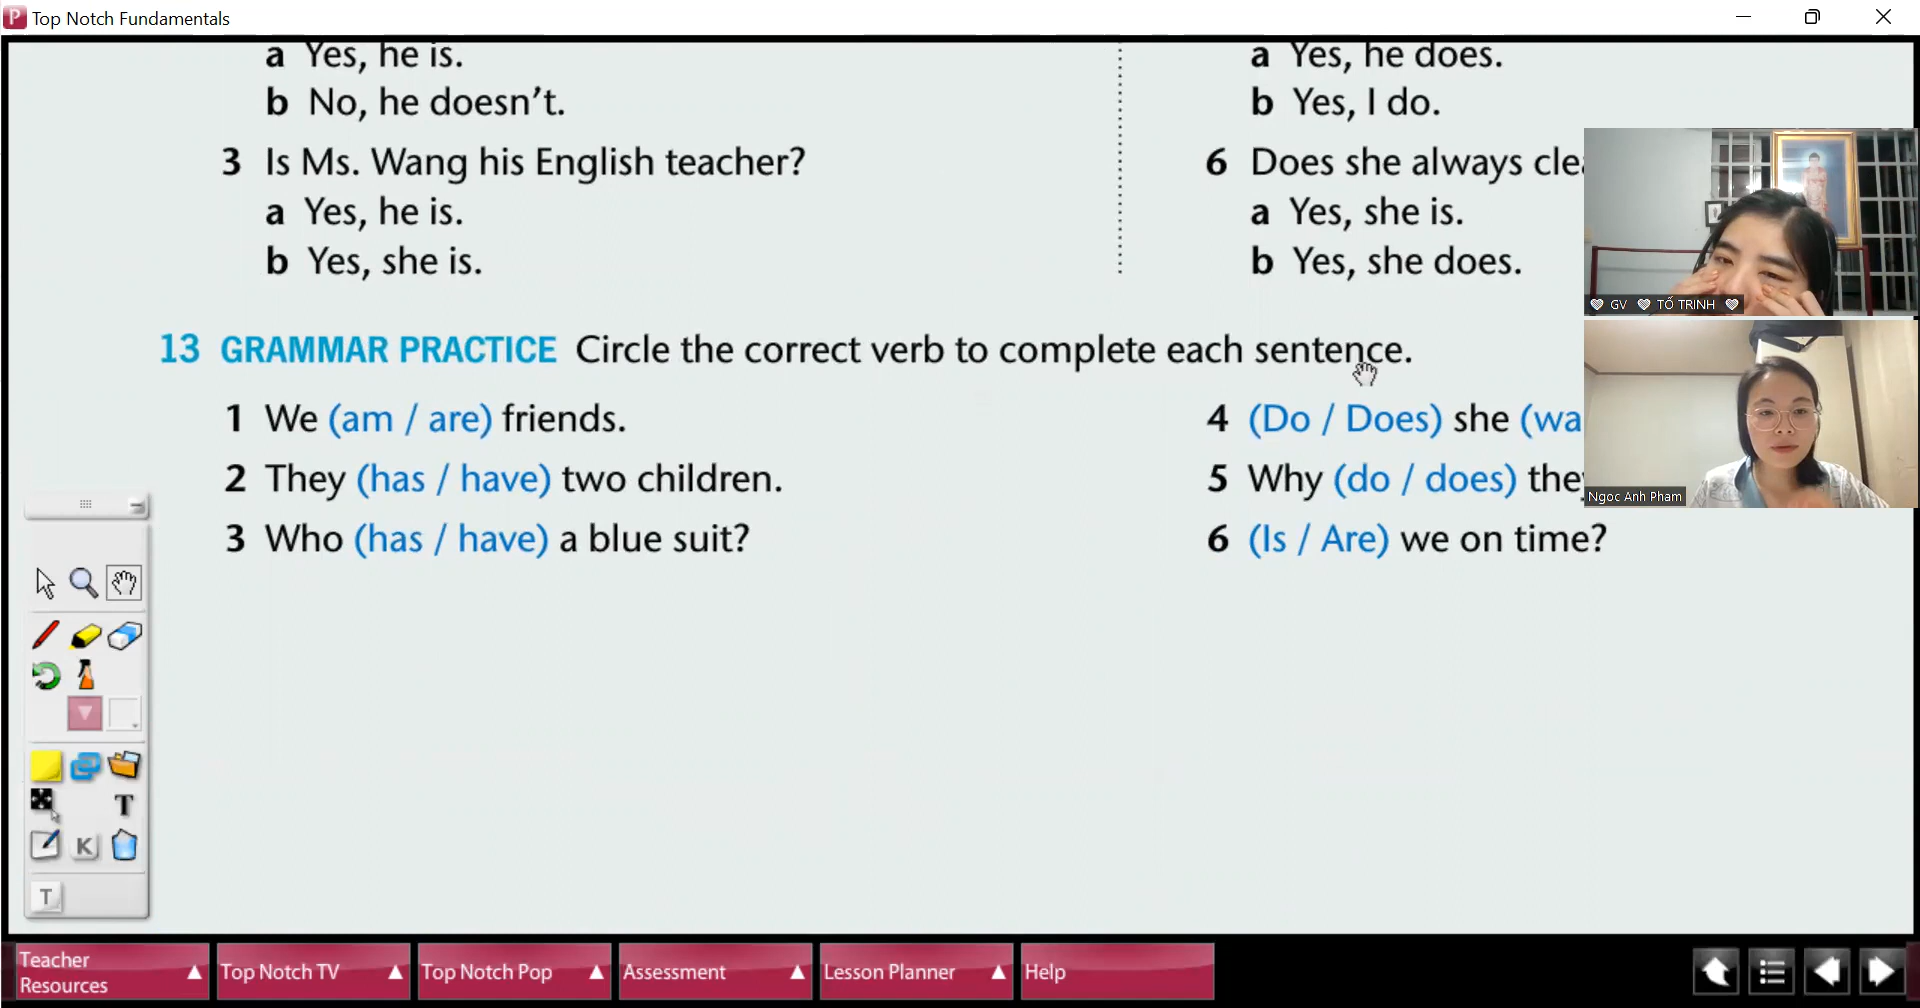 Top Notch Fundamentals
a Yes, he is.
b No, he doesn't.
3 Is Ms. Wang his English teacher?
a Yes, he is.
b Yes, she is.
a Yes, he does.
b Yes, I do.
6 Does she always
a Yes, she is.
b Yes, she does.
13 GRAMMAR PRACTICE Circle the correct verb to complete each sentence.
1 We (am / are) friends.
2 They (has / have) two children.
3 Who (has / have) a blue suit?
4 (Do / Does) she
5 Why (do / does)
6 (Is / Are) we on time?
GV TỐ TRINH
Ngoc Anh Pham
T
K
T
Teacher
Resources
Top Notch TV
Top Notch Pop
Assessment
Lesson Planner
Help